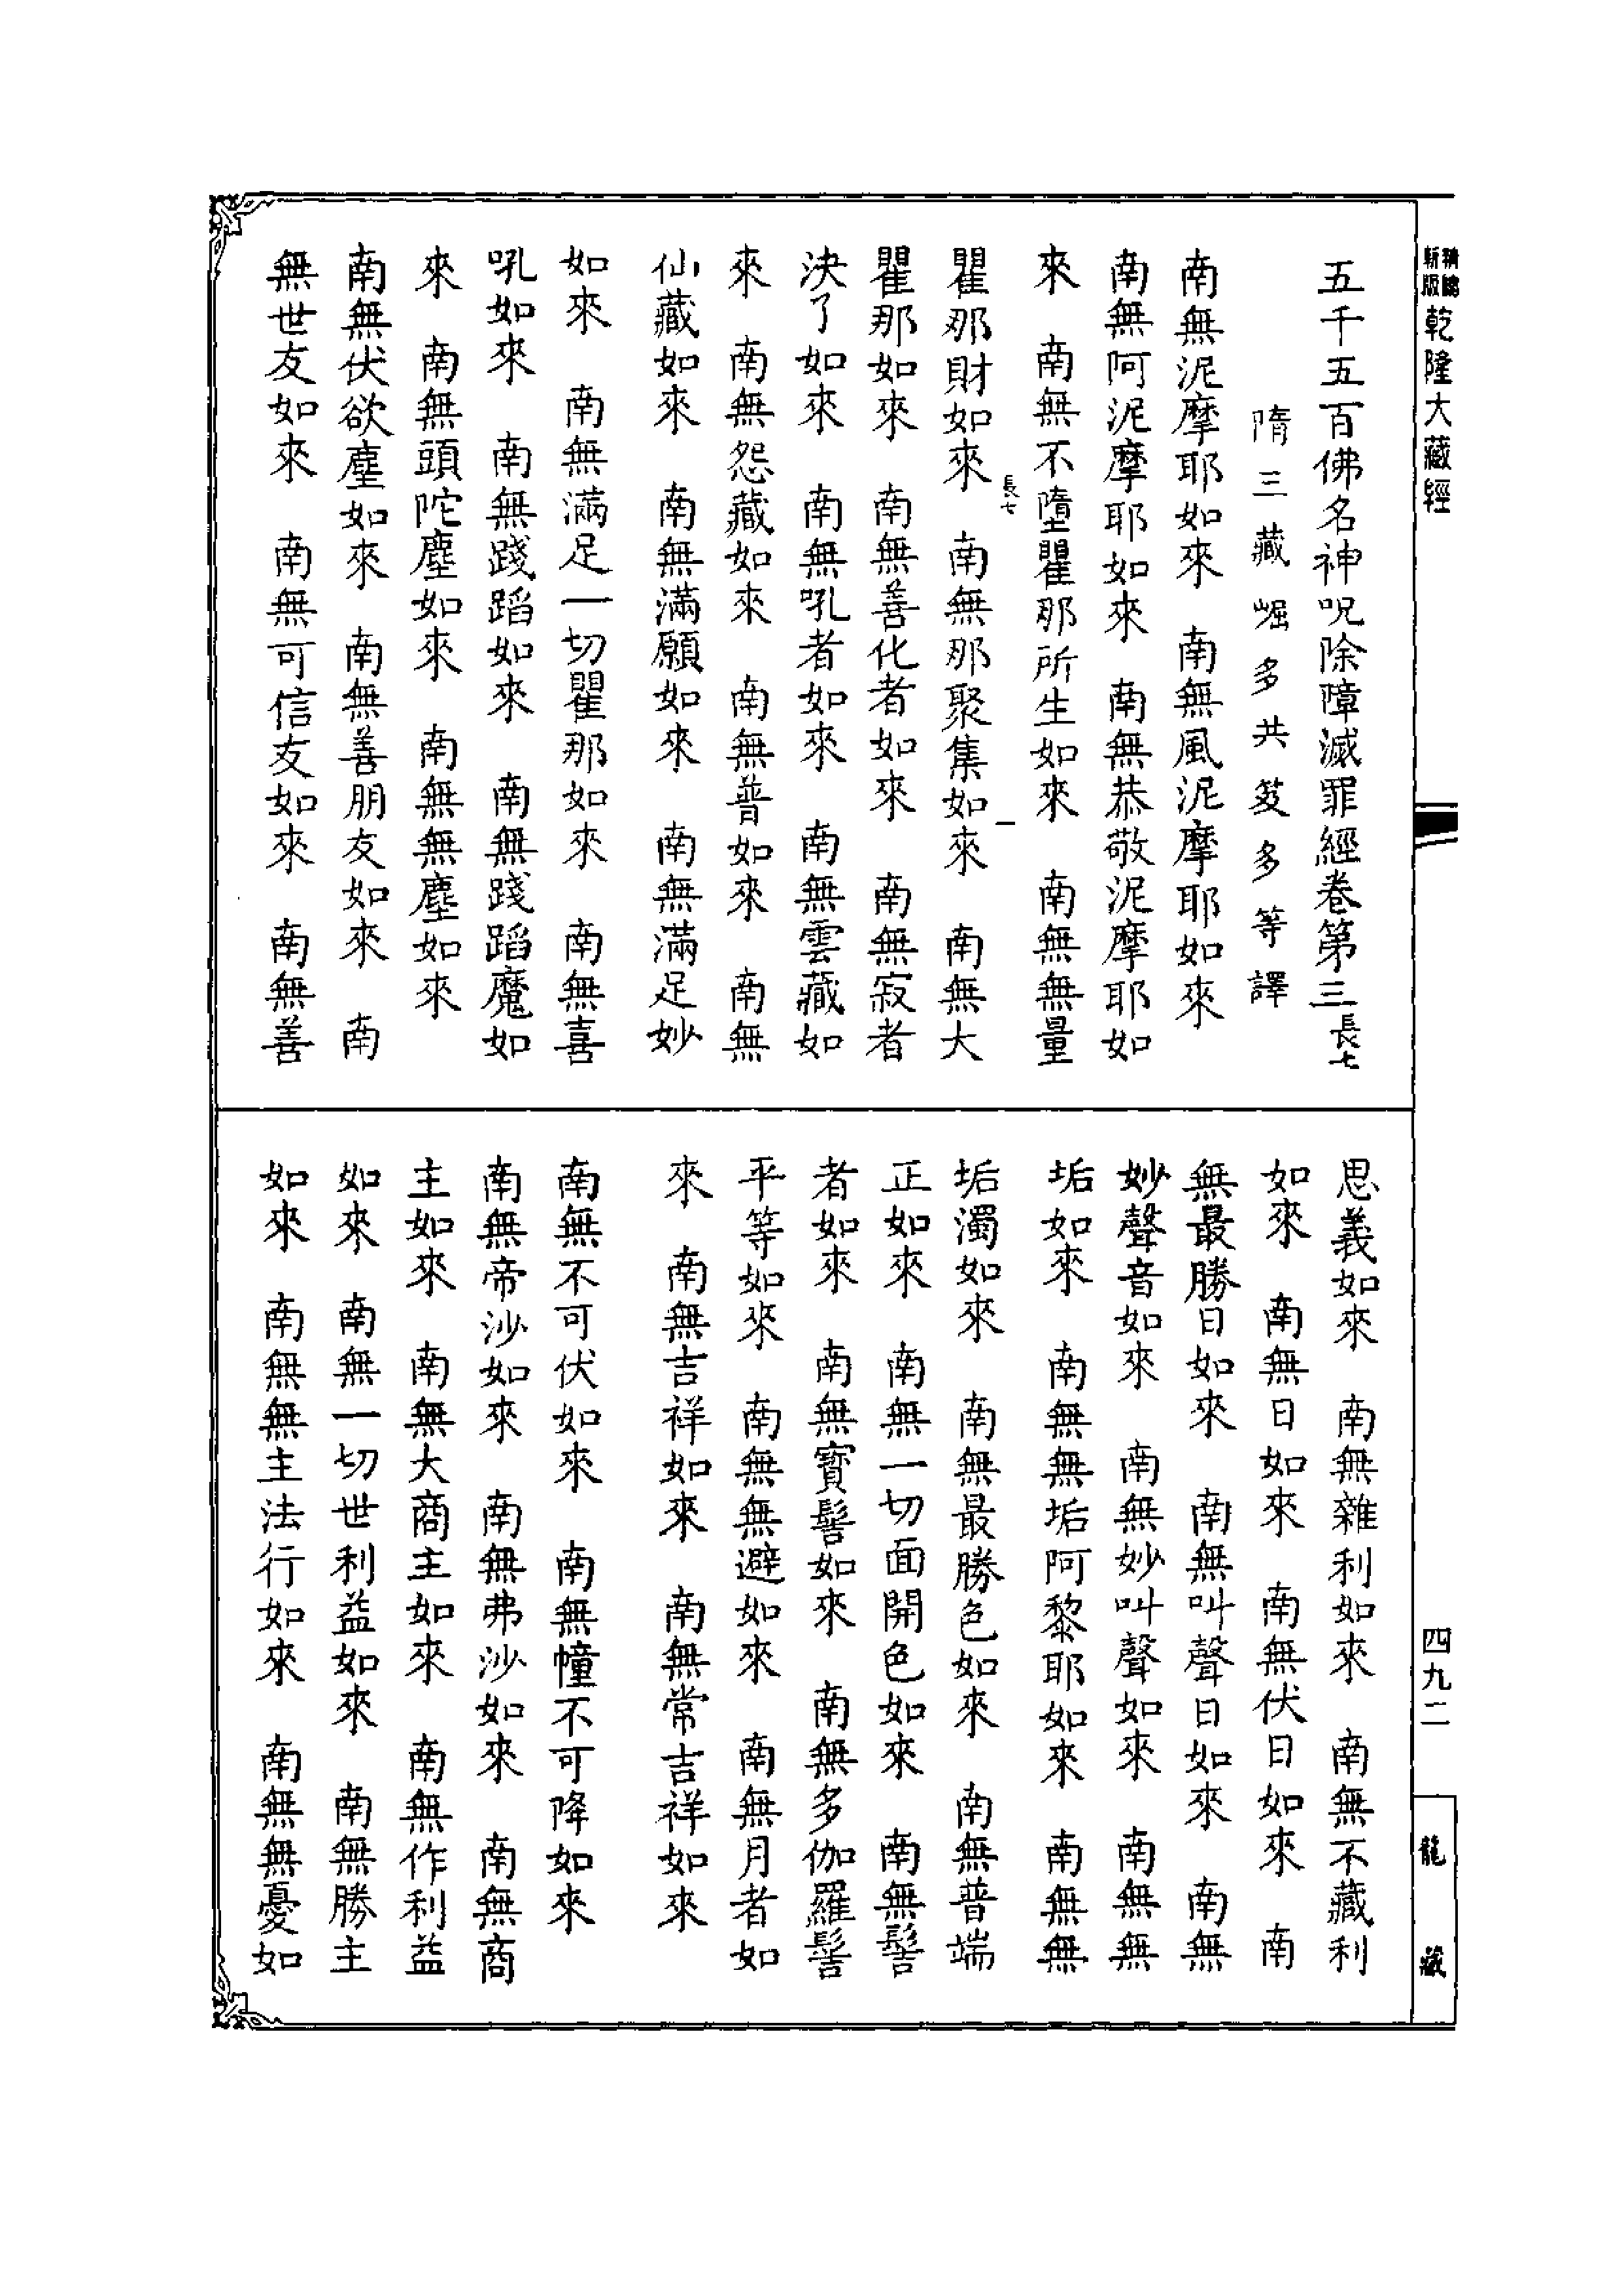 新版
乾隆大藏經
五千五百佛名神呪除障滅罪經卷第三 長七
隋三藏崛多共笈多等譯
南無泥摩耶如來　南無風泥摩耶如來
南無阿泥摩耶如來　南無恭敬泥摩耶如
來　南無不墮瞿那所生如來　南無無量
長七　一
瞿那財如來　南無那聚集如來　南無大
瞿那如來　南無善化者如來　南無寂者
決了如來　南無吼者如來　南無雲藏如
來　南無怨藏如來　南無普如來　南無
仙藏如來　南無滿願如來　南無滿足妙
如來　南無滿足一切瞿那如來　南無喜
吼如來　南無踐蹈如來　南無踐蹈魔如
來　南無頭陀塵如來　南無無塵如來
南無伏欲塵如來　南無善朋友如來　南
無世友如來　南無可信友如來　南無善
思義如來　南無雜利如來　南無不藏利
如來　南無日如來　南無伏日如來　南
無最勝日如來　南無叫聲日如來　南無
妙聲音如來　南無妙叫聲如來　南無無
垢如來　南無無垢阿黎耶如來　南無無
垢濁如來　南無最勝色如來　南無普端
正如來　南無一切面開色如來　南無髻
者如來　南無寶髻如來　南無多伽羅髻
平等如來　南無無避如來　南無月者如
來　南無吉祥如來　南無常吉祥如來
南無不可伏如來　南無幢不可降如來
南無帝沙如來　南無弗沙如來　南無商
主如來　南無大商主如來　南無作利益
如來　南無一切世利益如來　南無勝主
如來　南無無主法行如來　南無無憂如
四九二
龍藏